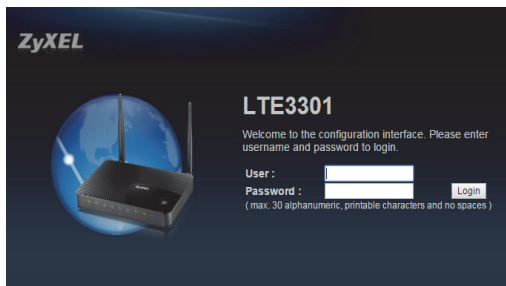 ZyXEL
LTE3301
Welcome to the configuration interface. Please enter
username and password to login.
User :
Password :
Login
( max. 30 alphanumeric, printable characters and no spaces )
ZyXEL